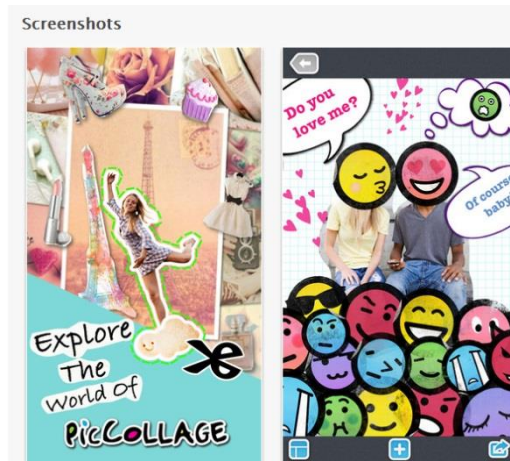 Screenshots
Explore
The
World Of
PicCOLLAGE
Do you
love me?
Of course
baby